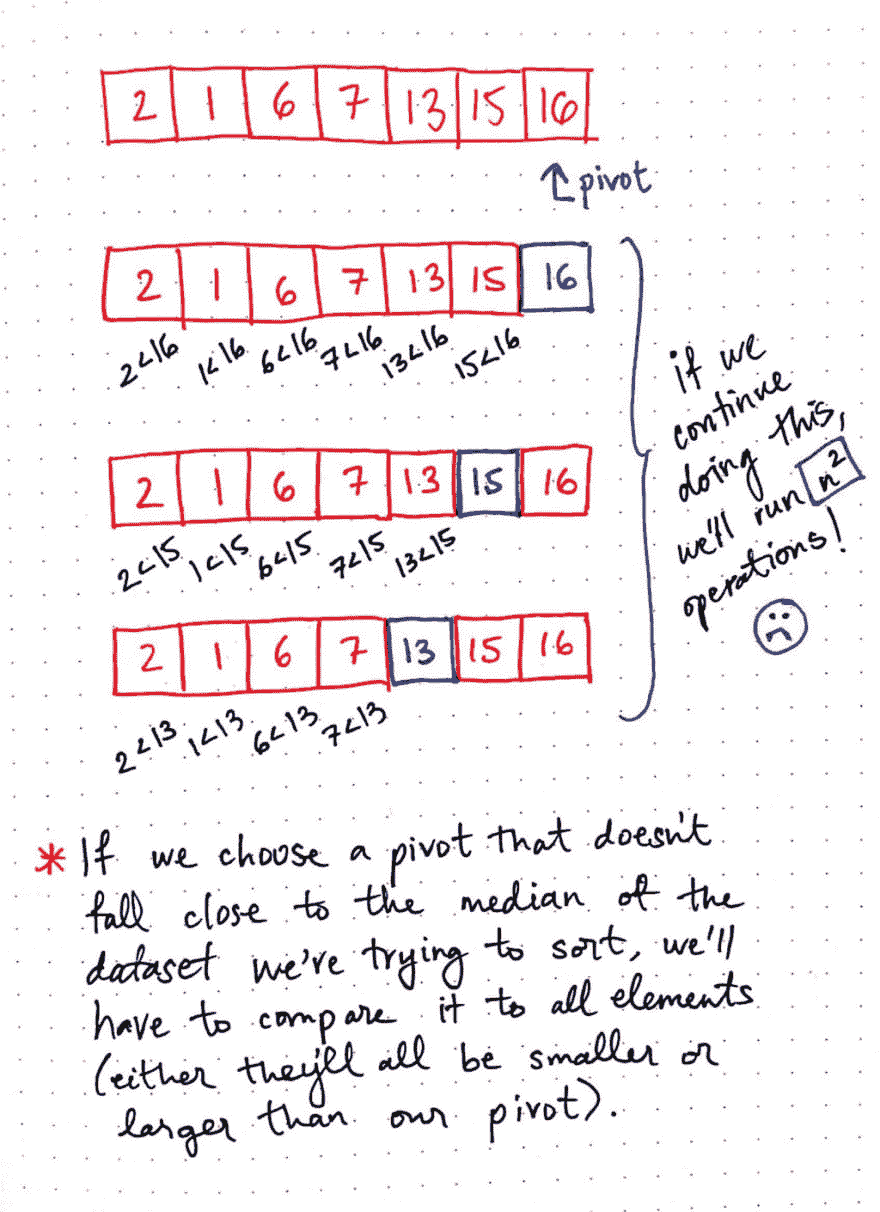 2 1 6 7 13 15 16
↑ pivot
2 1 6 7 13 15 16
2<16 1<16 6<16 7<16 13<16 15<16
2 1 6 7 13 15 16
2<15 1<15 6<15 7<15 13<15
2 1 6 7 13 15 16
2<13 1<13 6<13 7<13
if we
continue
doing this,
we'll run n²
operations!
* If we choose a pivot that doesn't
fall close to the median of the
dataset we're trying to sort, we'll
have to compare it to all elements
(either they'll all be smaller or
larger than our pivot).